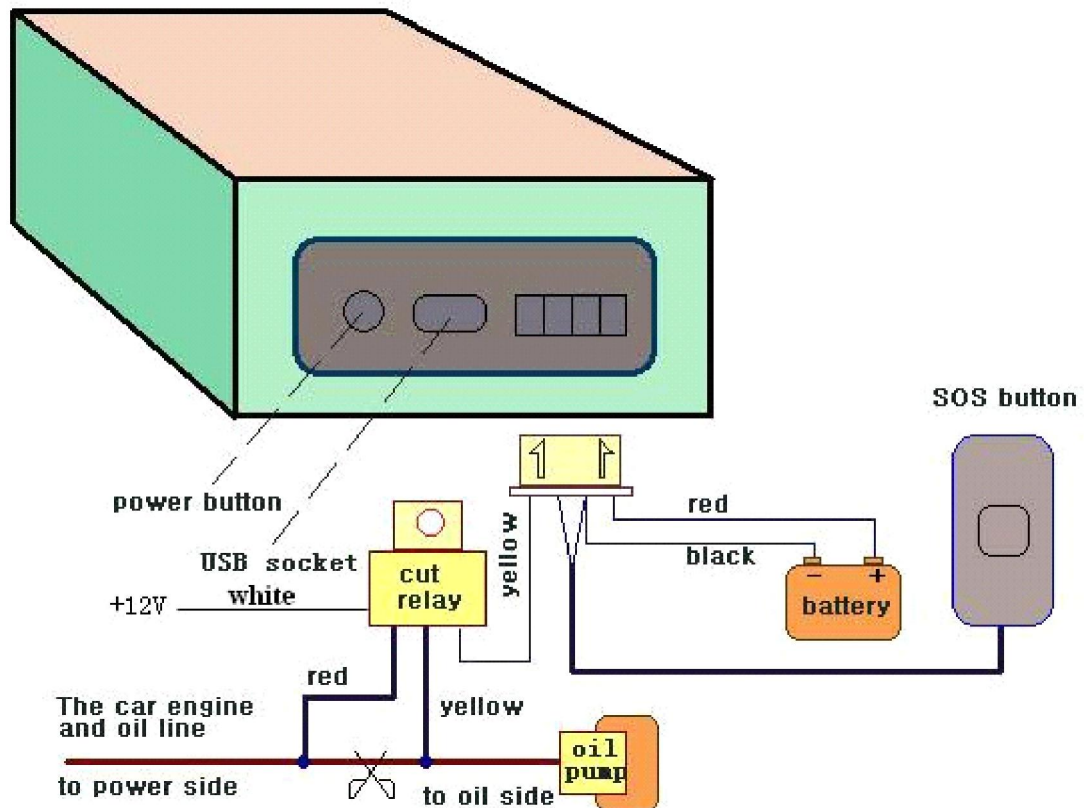 SOS button
power button
red
yellow
black
USB socket
cut
relay
white
+12V
- +
battery
red
The car engine
and oil line
yellow
oil
pump
to power side
to oil side